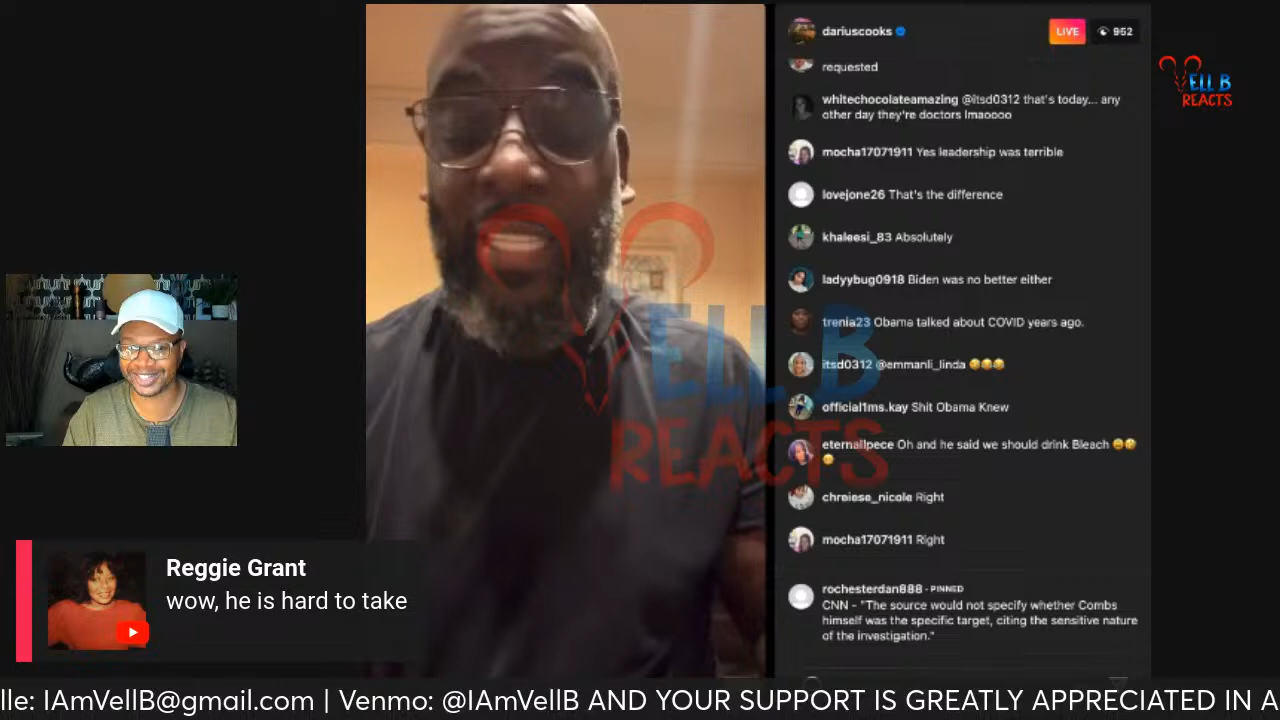 dariuscooks
LIVE
952
requested
whitechocolateamazing @itsd0312 that's today... any
other day they're doctors lmaoooo
mocha17071911 Yes leadership was terrible
lovejone26 That's the difference
khaleesi_83 Absolutely
ladyybug0918 Biden was no better either
trenia23 Obama talked about COVID years ago.
itsd0312 @emmanli_linda 🤣🤣🤣
official1ms.kay Shit Obama Knew
eternallpece Oh and he said we should drink Bleach 😩🤣
chreiese_nicole Right
mocha17071911 Right
rochesterdan888 - PINNED
CNN - "The source would not specify whether Combs
himself was the specific target, citing the sensitive nature
of the investigation."
VELL B
REACTS
VELL B
REACTS
Reggie Grant
wow, he is hard to take
lle: IAmVellB@gmail.com | Venmo: @IAmVellB AND YOUR SUPPORT IS GREATLY APPRECIATED IN A